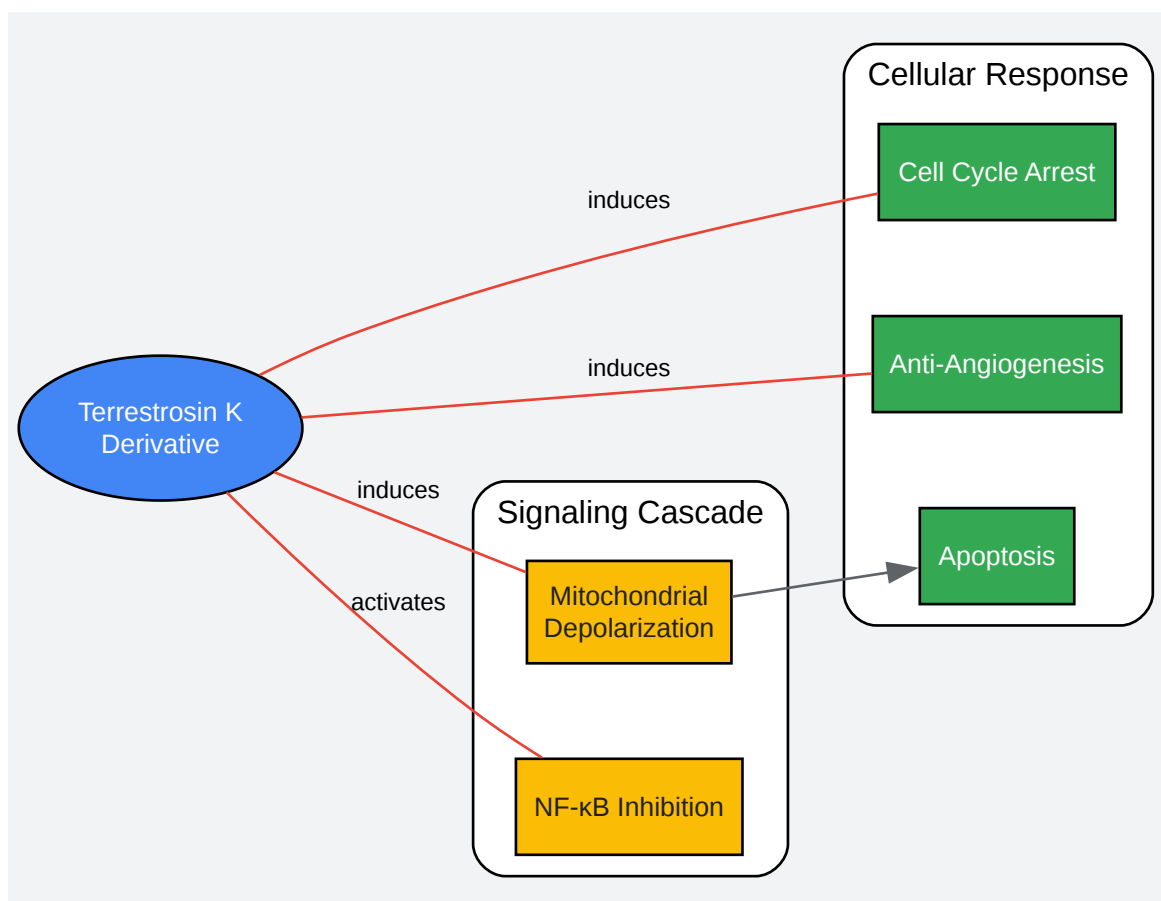 Cellular Response
Cell Cycle Arrest
induces
Anti-Angiogenesis
induces
Terrestrosin K
Derivative
induces
Signaling Cascade
Apoptosis
Mitochondrial
Depolarization
activates
NF-κB Inhibition